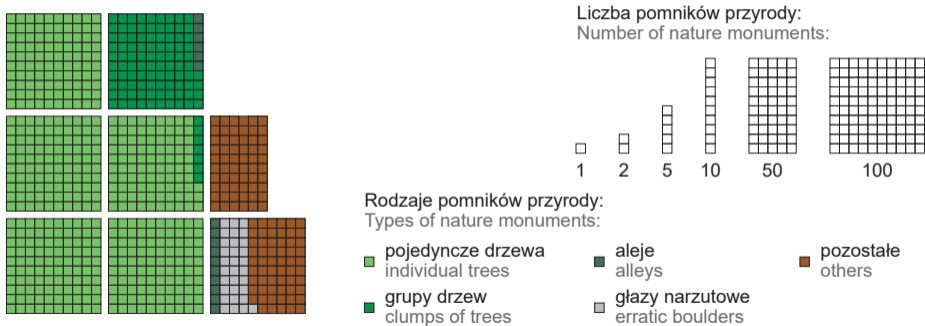 Liczba pomników przyrody:
Number of nature monuments:
1 2 5 10 50 100
Rodzaje pomników przyrody:
Types of nature monuments:
pojedyncze drzewa
individual trees
aleje
alleys
pozostałe
others
grupy drzew
clumps of trees
głazy narzutowe
erratic boulders